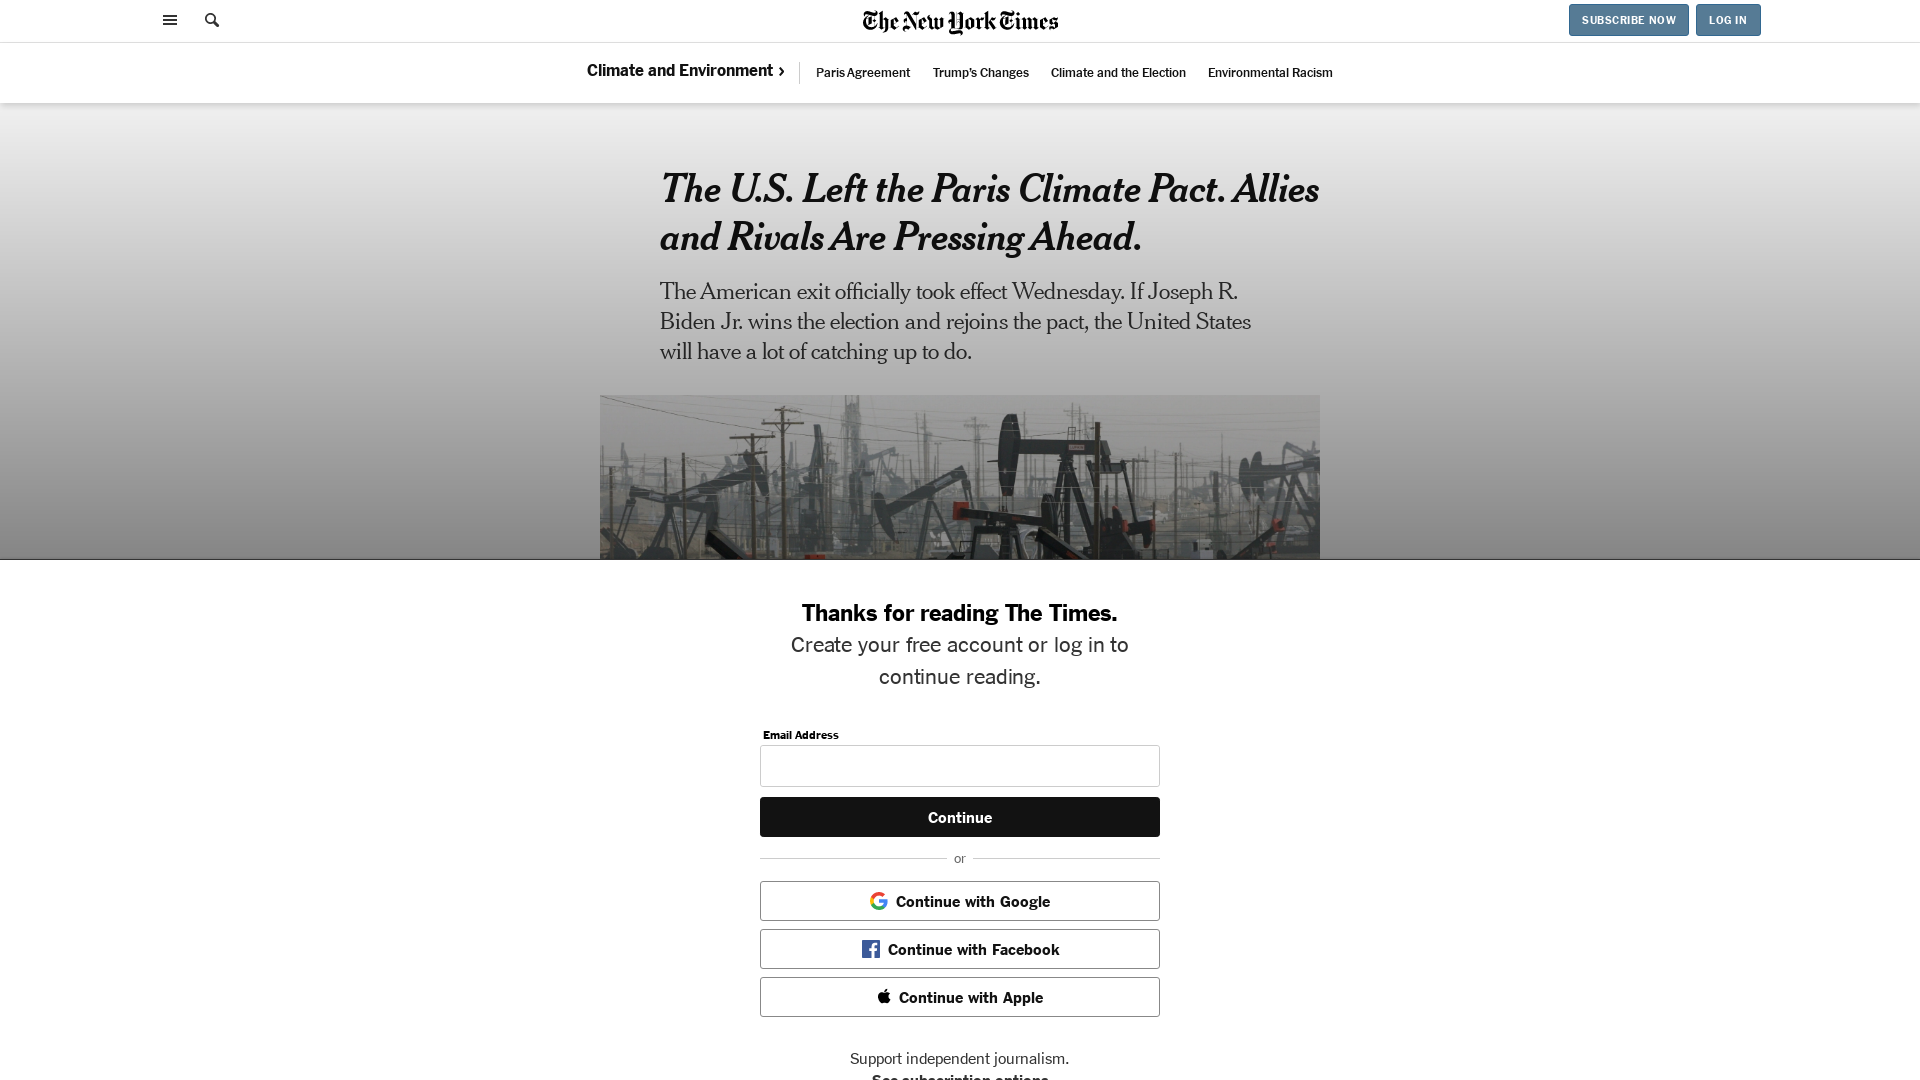 The New York Times
SUBSCRIBE NOW
LOG IN
Climate and Environment ›
Paris Agreement
Trump's Changes
Climate and the Election
Environmental Racism
The U.S. Left the Paris Climate Pact. Allies
and Rivals Are Pressing Ahead.
The American exit officially took effect Wednesday. If Joseph R.
Biden Jr. wins the election and rejoins the pact, the United States
will have a lot of catching up to do.
Thanks for reading The Times.
Create your free account or log in to
continue reading.
Email Address
Continue
or
Continue with Google
Continue with Facebook
Continue with Apple
Support independent journalism.
See subscription options.